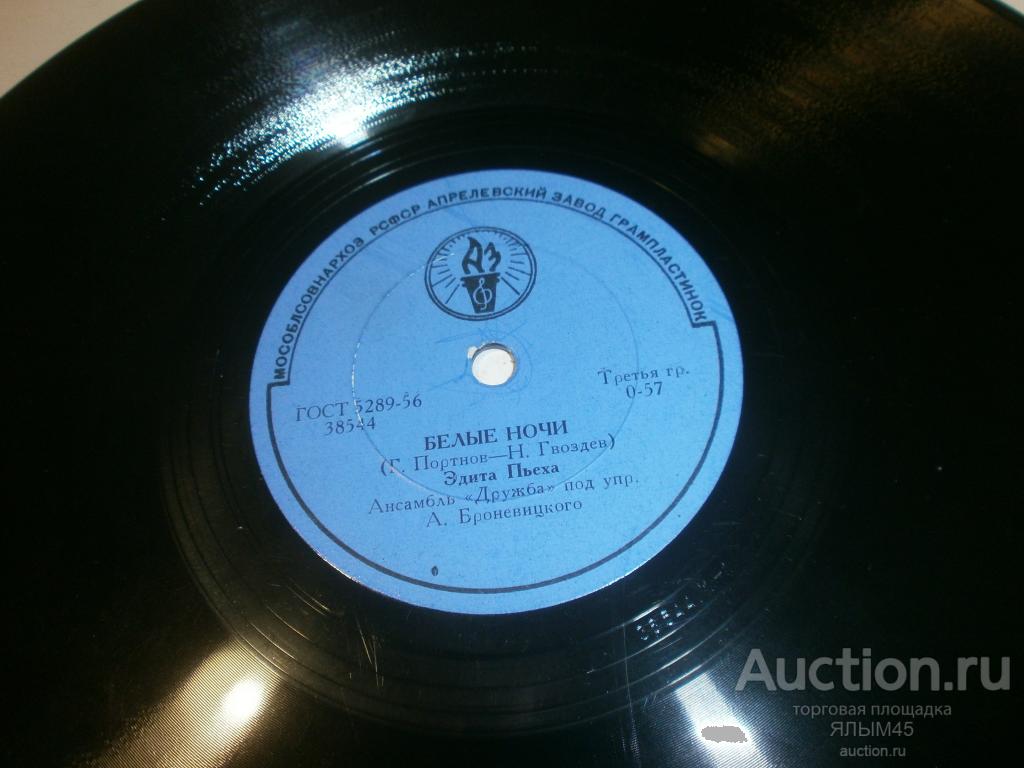 МОСОБЛСОВНАРХОЗ РСФСР АПРЕЛЕВСКИЙ ЗАВОД ГРАМПЛАСТИНОК
АЗ
ГОСТ 5289-56
38544
Третья гр.
0-57
БЕЛЫЕ НОЧИ
(Г. Портнов—Н. Гвоздев)
Эдита Пьеха
Ансамбль «Дружба» под упр.
А. Броневицкого
Auction.ru
торговая площадка
ЯЛЫМ45
auction.ru